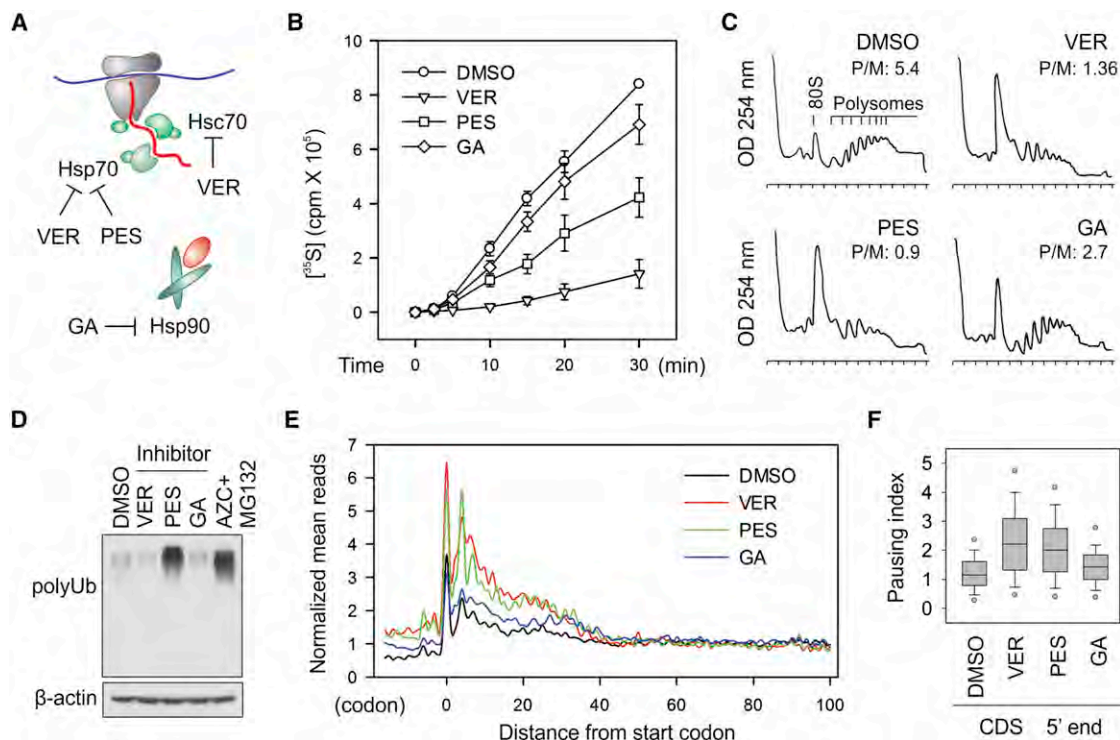 A
Hsc70
Hsp70
VER
VER PES
GA Hsp90
B
10
8
6
4
2
0
[³⁵S] (cpm X 10⁵)
DMSO
VER
PES
GA
Time 0 10 20 30 (min)
C
DMSO
P/M: 5.4
80S
Polysomes
OD 254 nm
VER
P/M: 1.36
PES
P/M: 0.9
OD 254 nm
GA
P/M: 2.7
D
Inhibitor
DMSO
VER
PES
GA
AZC+
MG132
polyUb
β-actin
E
7
6
5
4
3
2
1
0
Normalized mean reads
DMSO
VER
PES
GA
(codon) 0 20 40 60 80 100
Distance from start codon
F
5
4
3
2
1
0
Pausing index
DMSO
VER
PES
GA
CDS 5' end